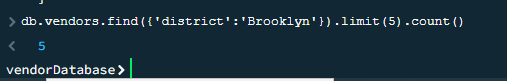 > db.vendors.find({'district':'Brooklyn'}).limit(5).count()
< 5
vendorDatabase>